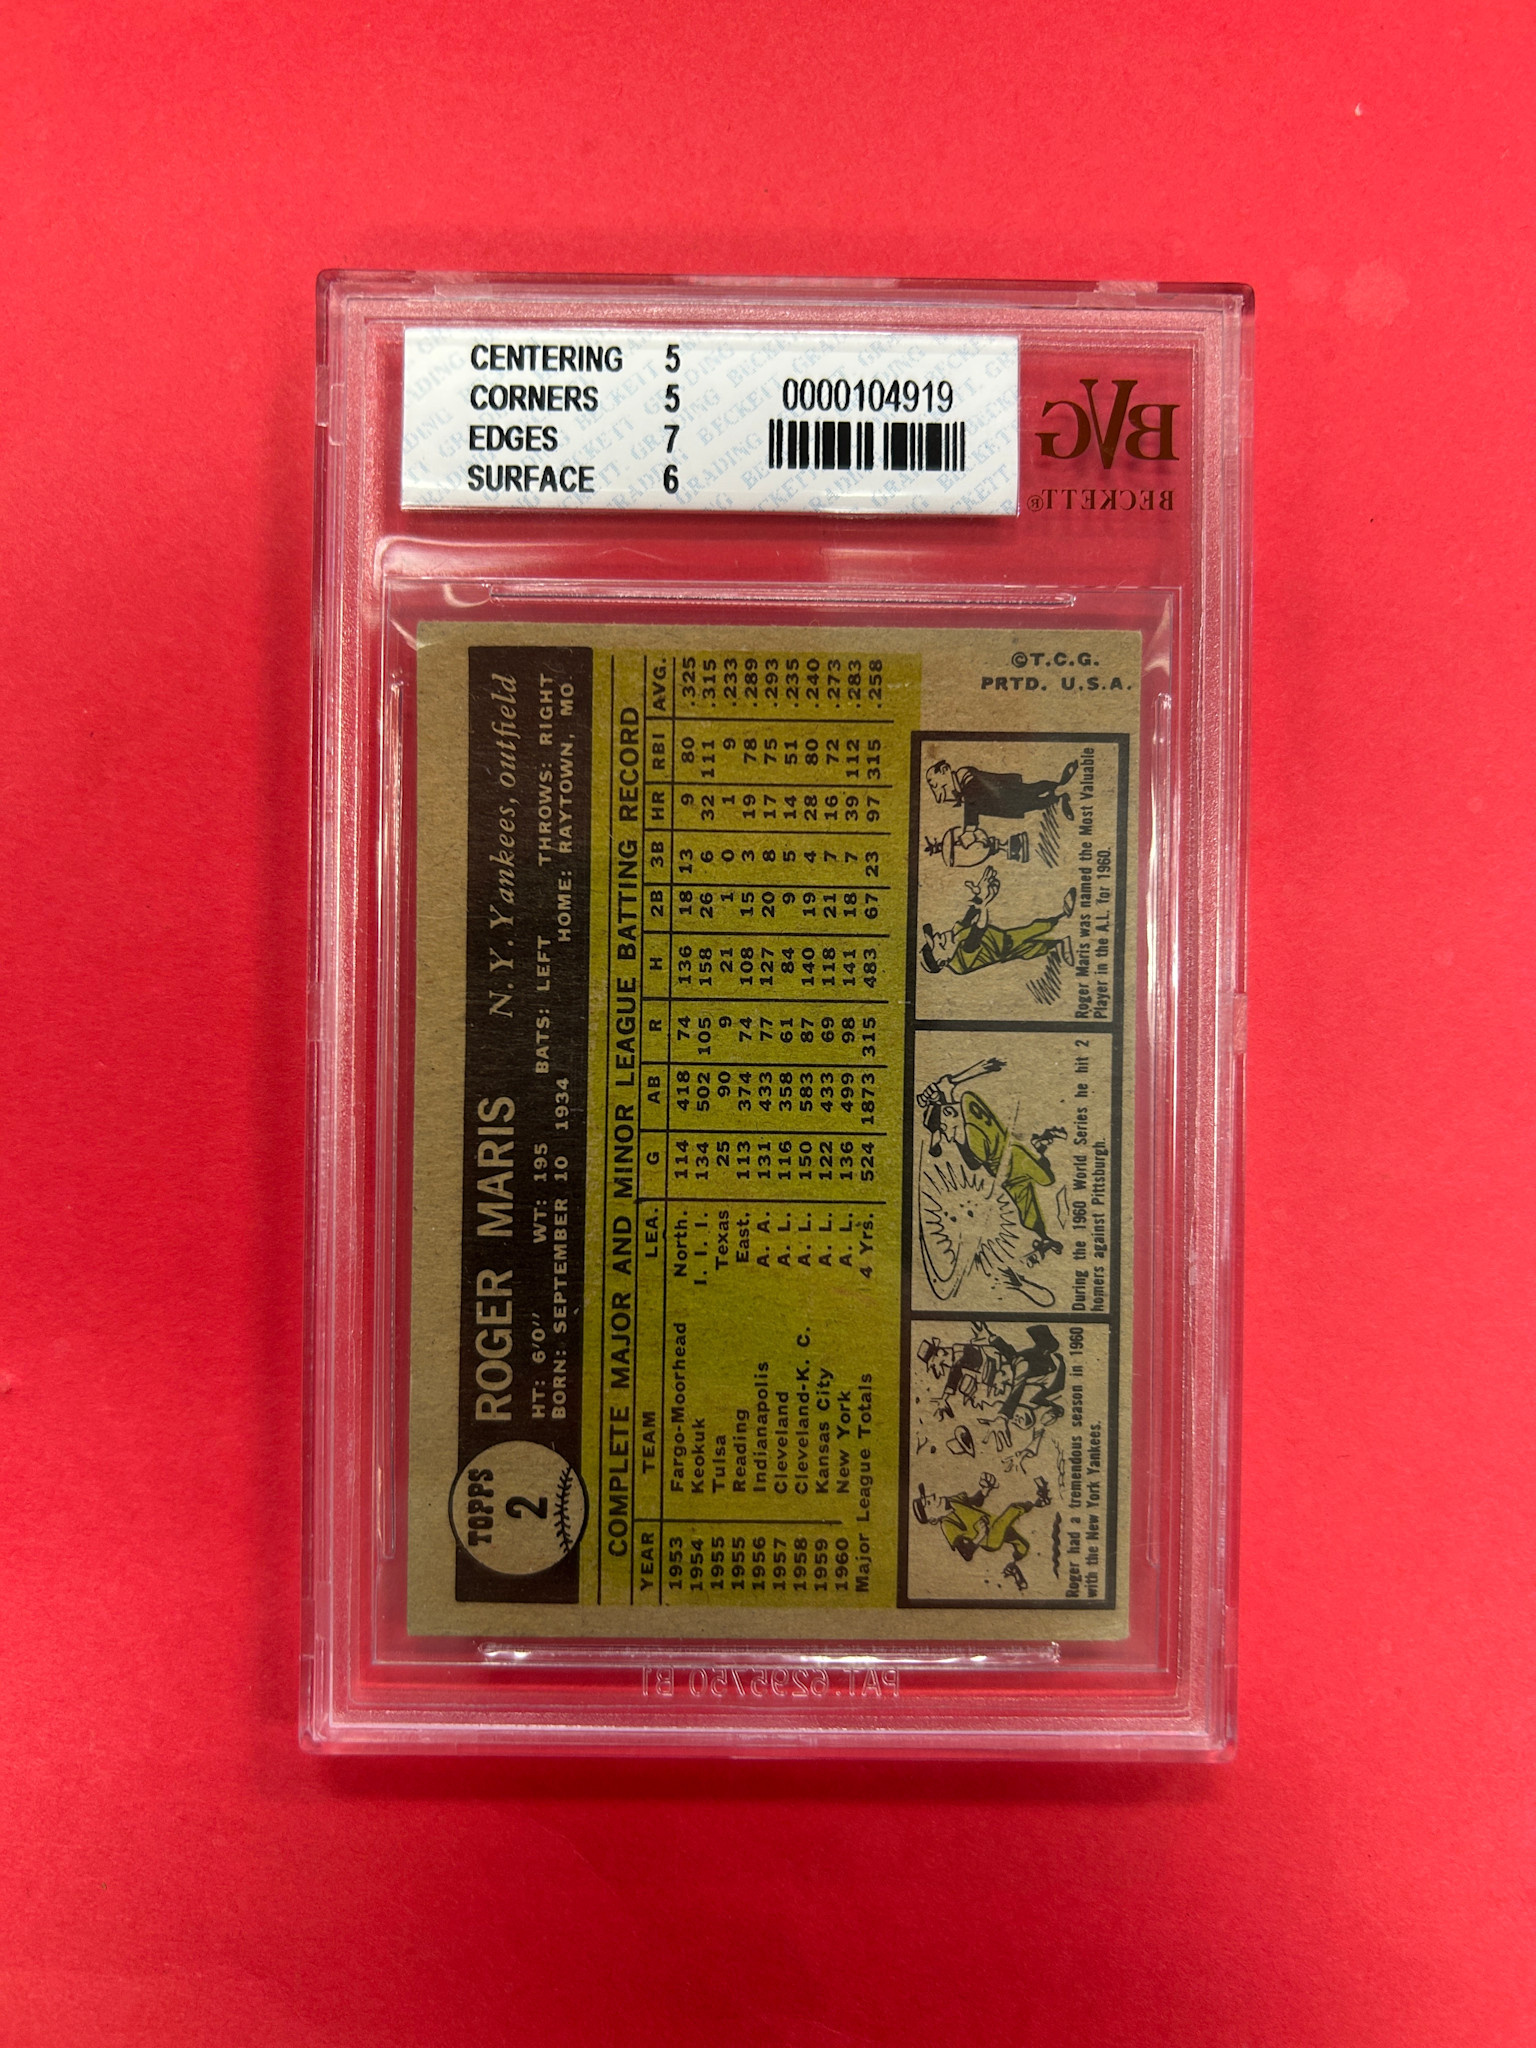 CENTERING 5
CORNERS 5
EDGES 7
SURFACE 6
0000104919
BVG
BECKETT®
TOPPS
2
ROGER MARIS N. Y. Yankees, outfield
HT: 6'0" WT: 195 BATS: LEFT THROWS: RIGHT
BORN: SEPTEMBER 10 1934 HOME: RAYTOWN, MO
COMPLETE MAJOR AND MINOR LEAGUE BATTING RECORD
YEAR TEAM LEA. G AB R H 2B 3B HR RBI AVG.
1953 Fargo-Moorhead North. 114 418 74 136 18 13 9 80 .325
1954 Keokuk I. I. I. 134 502 105 158 26 6 32 111 .315
1955 Tulsa Texas 25 90 9 21 1 0 1 9 .233
1955 Reading East. 113 374 74 108 15 3 19 78 .289
1956 Indianapolis A. A. 131 433 77 127 20 8 17 75 .293
1957 Cleveland A. L. 116 358 61 84 9 5 14 51 .235
1958 Cleveland-K. C. A. L. 150 583 87 140 19 4 28 80 .240
1959 Kansas City A. L. 122 433 69 118 21 7 16 72 .273
1960 New York A. L. 136 499 98 141 18 7 39 112 .283
Major League Totals 4 Yrs. 524 1873 315 483 67 23 97 315 .258
Roger had a tremendous season in 1960
with the New York Yankees.
9
During the 1960 World Series he hit 2
homers against Pittsburgh.
Roger Maris was named the Most Valuable
Player in the A.L. for 1960.
©T.C.G.
PRTD. U.S.A.
PAT. 6295750 B1